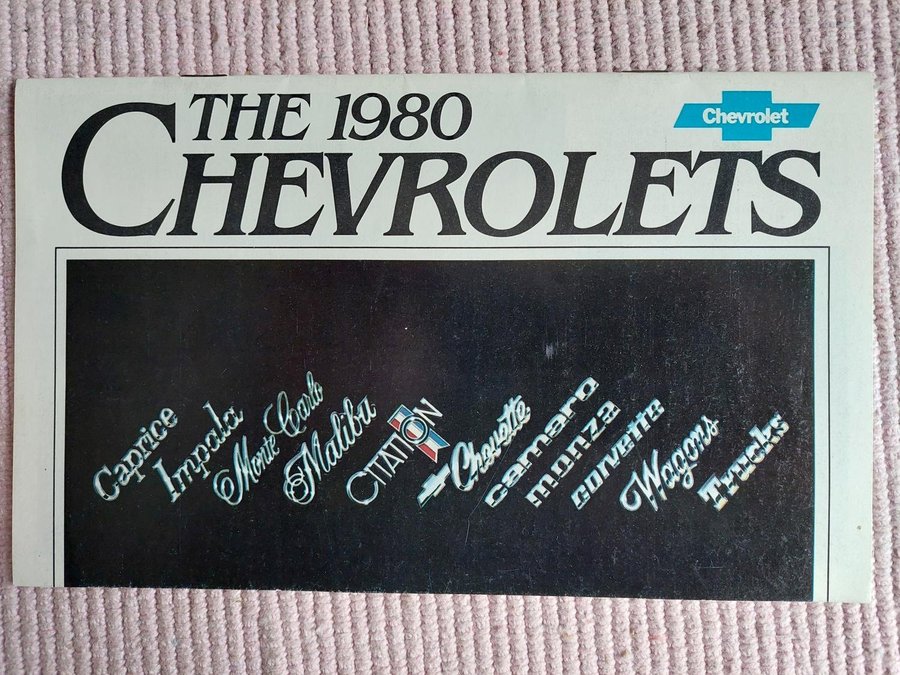 THE 1980
CHEVROLETS
Chevrolet
Caprice
Impala
Monte Carlo
Malibu
CITATION
Chevette
camaro
monza
corvette
Wagons
Trucks